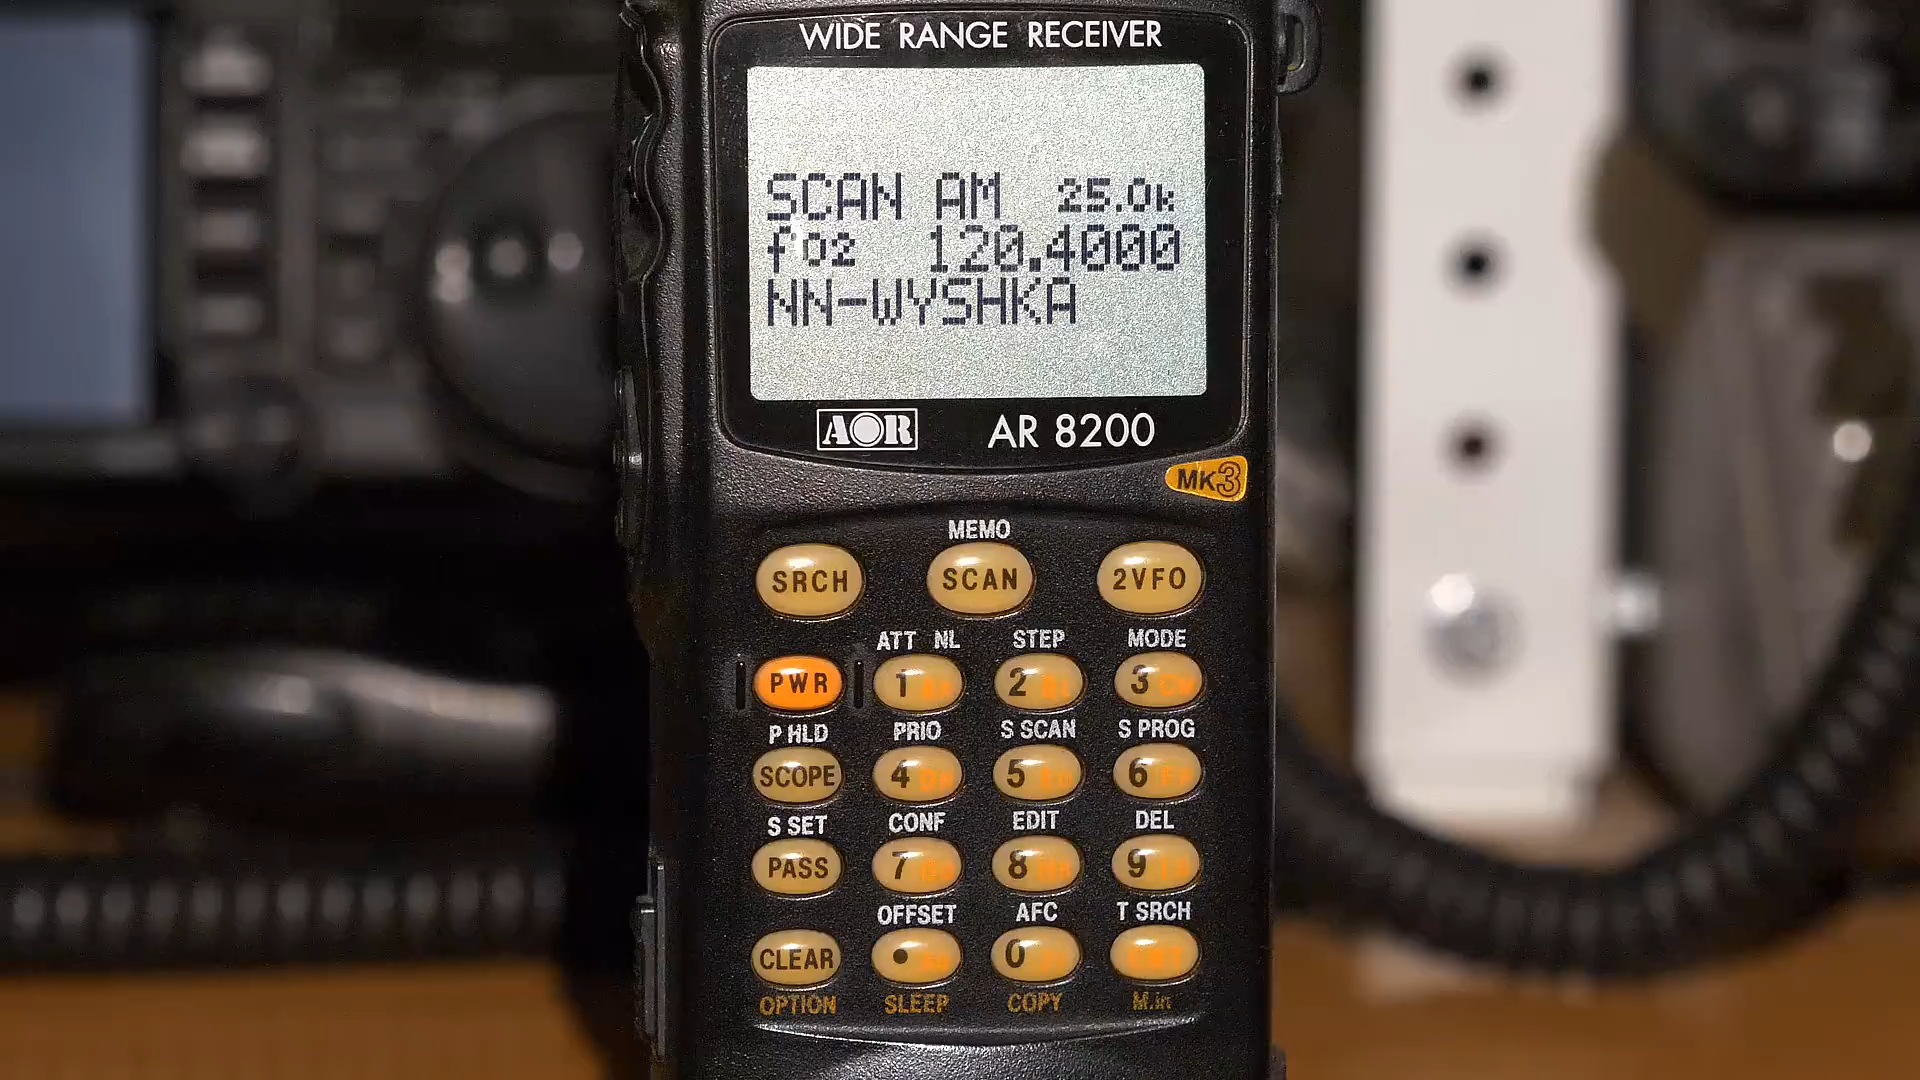 WIDE RANGE RECEIVER
SCAN AM 25.0k
f02 120.4000
NN-WYSHKA
AOR AR 8200
MK3
MEMO
SRCH SCAN 2VFO
ATT NL STEP MODE
PWR 1 2 3
P HLD PRIO S SCAN S PROG
SCOPE 4 5 6
S SET CONF EDIT DEL
PASS 7 8 9
OFFSET AFC T SRCH
CLEAR • 0
OPTION SLEEP COPY M.in